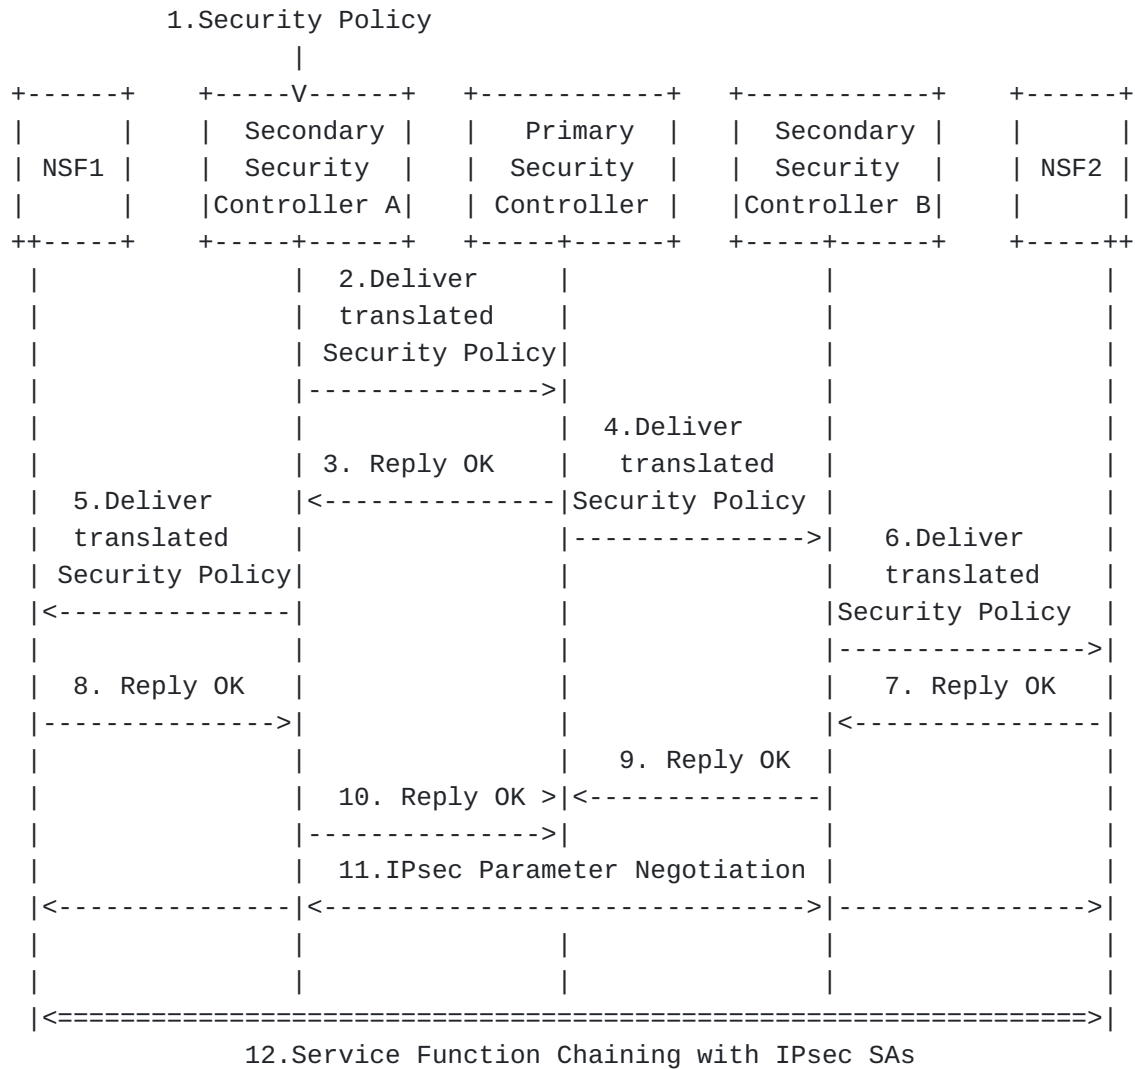 1.Security Policy
Secondary Primary Secondary
NSF1 Security Security Security NSF2
Controller A Controller Controller B
2.Deliver
translated
Security Policy
4.Deliver
3. Reply OK translated
5.Deliver Security Policy
translated 6.Deliver
Security Policy translated
Security Policy
8. Reply OK 7. Reply OK
9. Reply OK
10. Reply OK >
11.IPsec Parameter Negotiation
12.Service Function Chaining with IPsec SAs